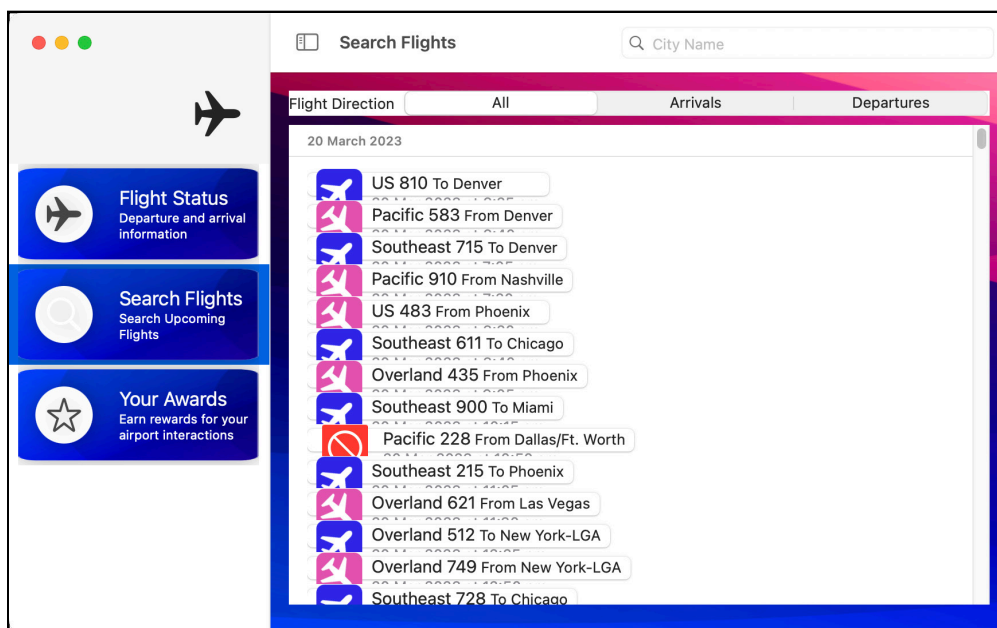 Search Flights
City Name
Flight Direction All Arrivals Departures
20 March 2023
US 810 To Denver
Pacific 583 From Denver
Southeast 715 To Denver
Pacific 910 From Nashville
US 483 From Phoenix
Southeast 611 To Chicago
Overland 435 From Phoenix
Southeast 900 To Miami
Pacific 228 From Dallas/Ft. Worth
Southeast 215 To Phoenix
Overland 621 From Las Vegas
Overland 512 To New York-LGA
Overland 749 From New York-LGA
Southeast 728 To Chicago
Flight Status
Departure and arrival
information
Search Flights
Search Upcoming
Flights
Your Awards
Earn rewards for your
airport interactions